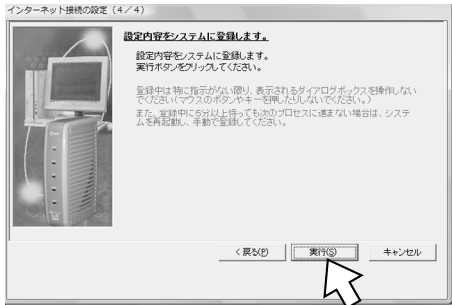 インターネット接続の設定(4/4)
設定内容をシステムに登録します。
設定内容をシステムに登録します。
実行ボタンをクリックしてください。
登録中は特に指示がない限り、表示されるダイアログボックスを操作しない
でください(マウスのボタンやキーを押したりしないでください。)
また、登録中に5分以上待っても次のプロセスに進まない場合は、システ
ムを再起動し、手動で登録してください。
<戻る(P)
実行(S)
キャンセル